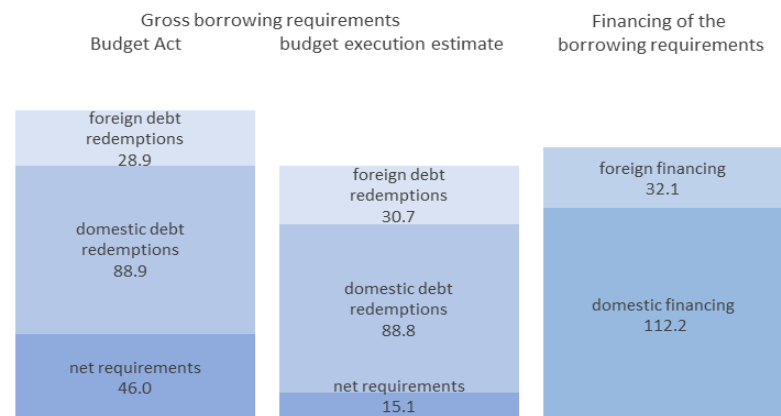 Gross borrowing requirements
Budget Act
budget execution estimate
Financing of the
borrowing requirements
foreign debt
redemptions
28.9
domestic debt
redemptions
88.9
net requirements
46.0
foreign debt
redemptions
30.7
domestic debt
redemptions
88.8
net requirements
15.1
foreign financing
32.1
domestic financing
112.2